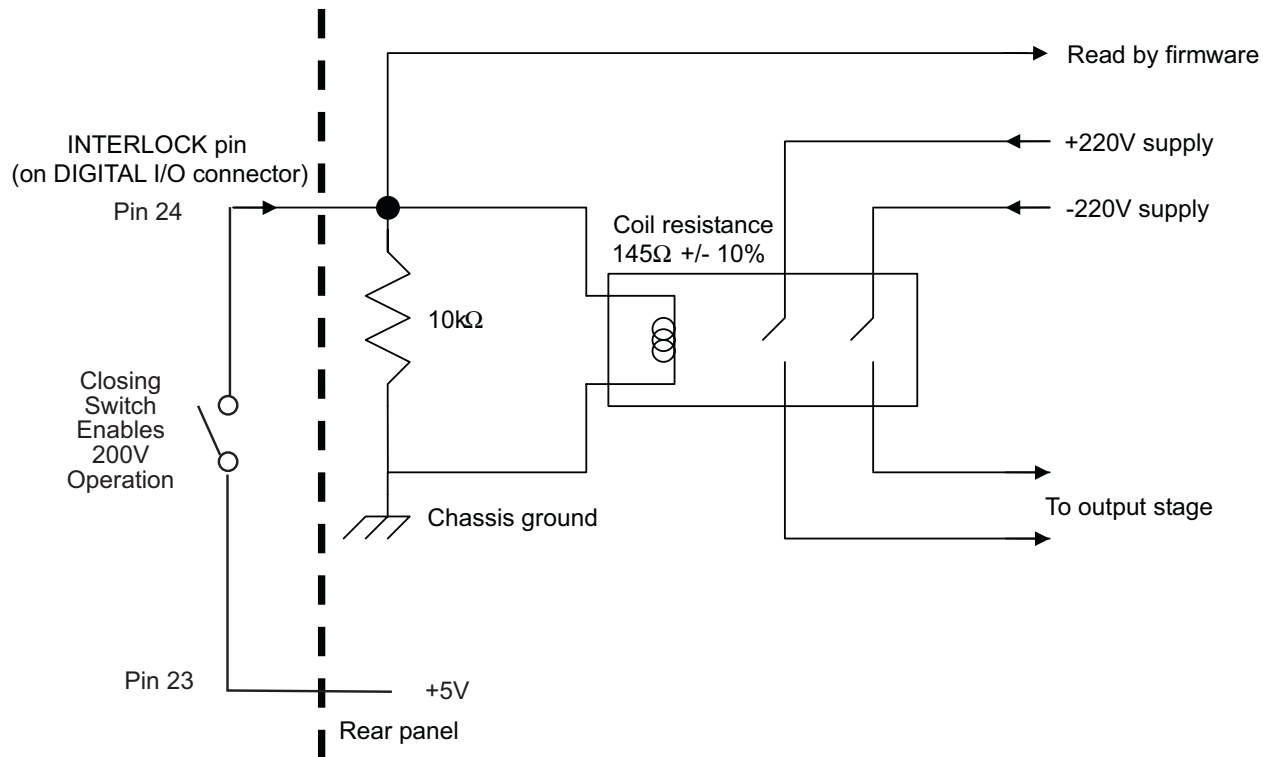 Read by firmware
INTERLOCK pin
(on DIGITAL I/O connector)
+220V supply
Pin 24
-220V supply
Coil resistance
145Ω +/- 10%
10kΩ
Closing
Switch
Enables
200V
Operation
Chassis ground
To output stage
Pin 23
+5V
Rear panel